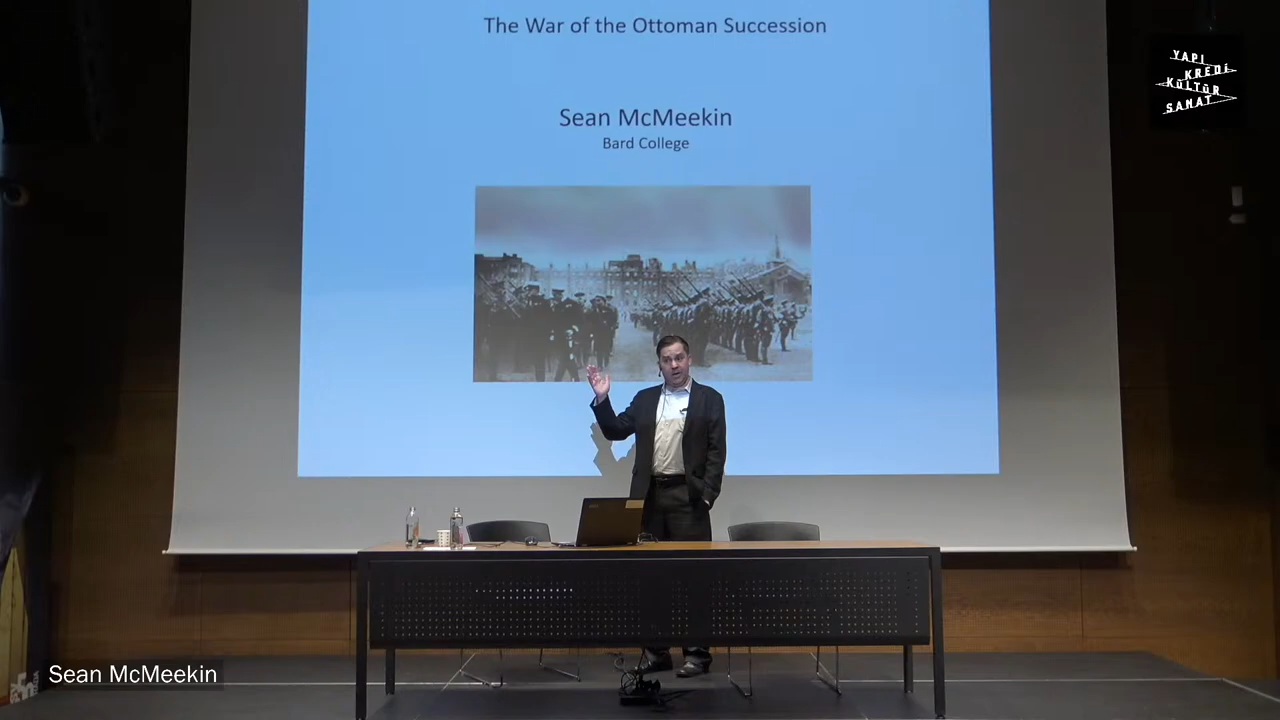 The War of the Ottoman Succession
Sean McMeekin
Bard College
YAPI
KREDİ
KÜLTÜR
SANAT
Sean McMeekin